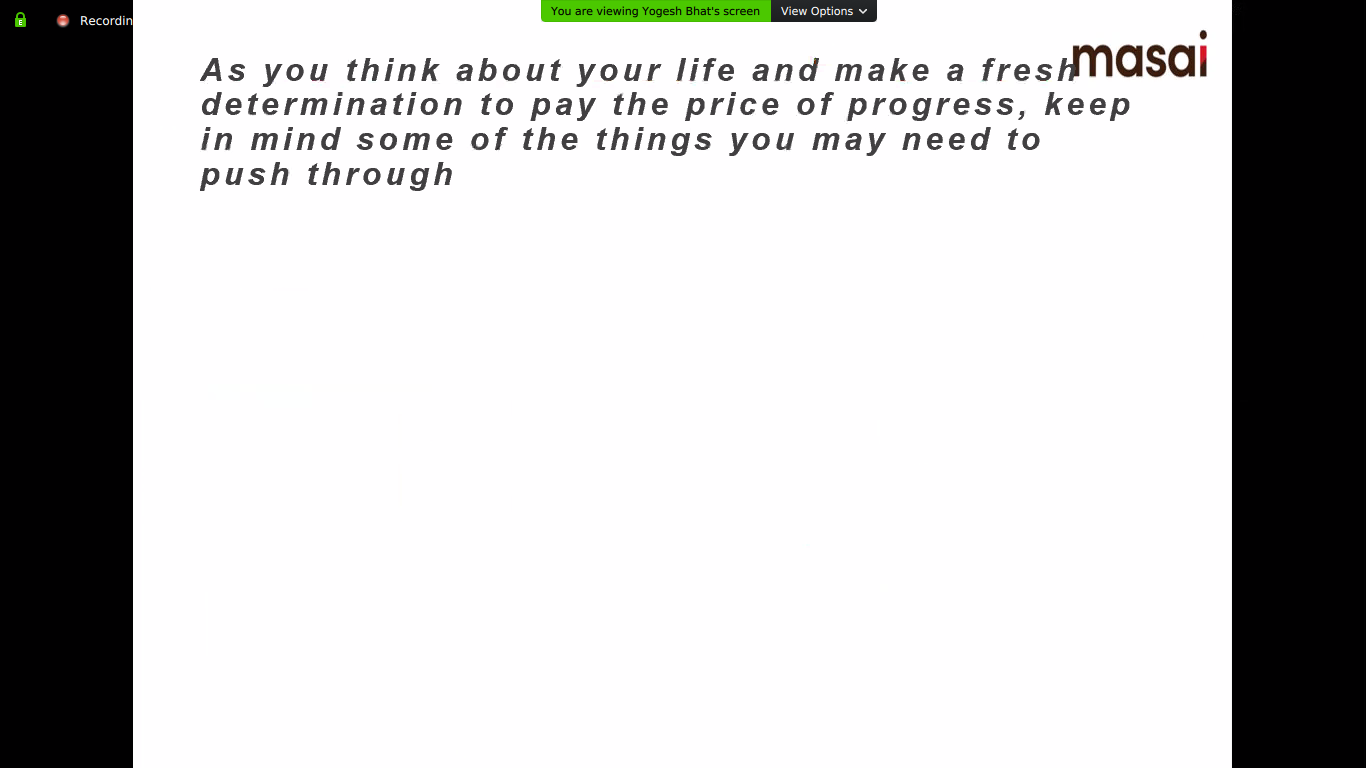 Recordin
You are viewing Yogesh Bhat's screen
View Options
masai
As you think about your life and make a fresh
determination to pay the price of progress, keep
in mind some of the things you may need to
push through